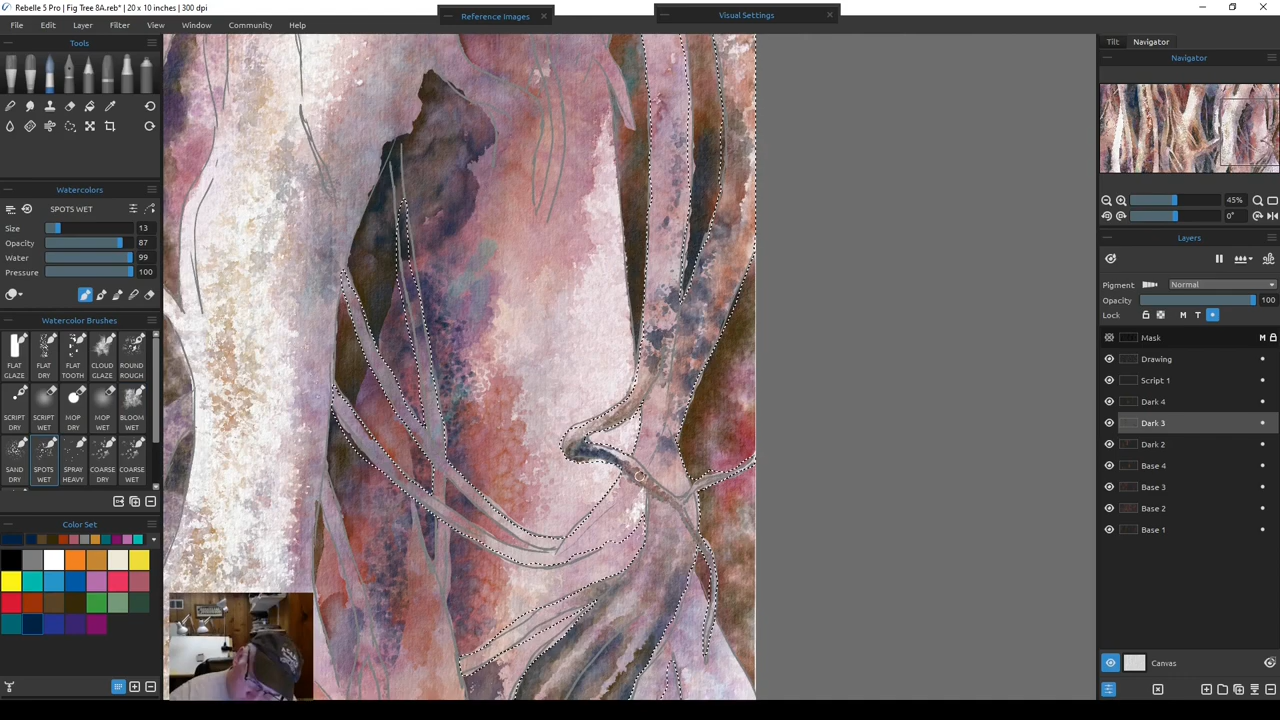 Rebelle 5 Pro | Fig Tree 8A.reb* | 20 x 10 inches | 300 dpi
Reference Images
Visual Settings
File Edit Layer Filter View Window Community Help
Tools
Tilt Navigator
Navigator
45%
0°
Watercolors
SPOTS WET
Size 13
Opacity 87
Water 99
Pressure 100
Watercolor Brushes
FLAT GLAZE
FLAT DRY
FLAT TOOTH
CLOUD GLAZE
ROUND ROUGH
SCRIPT DRY
SCRIPT WET
MOP DRY
MOP WET
BLOOM WET
SAND DRY
SPOTS WET
SPRAY HEAVY
COARSE DRY
COARSE WET
Color Set
Layers
Pigment Normal
Opacity 100
Lock M T
Mask M
Drawing
Script 1
Dark 4
Dark 3
Dark 2
Base 4
Base 3
Base 2
Base 1
Canvas